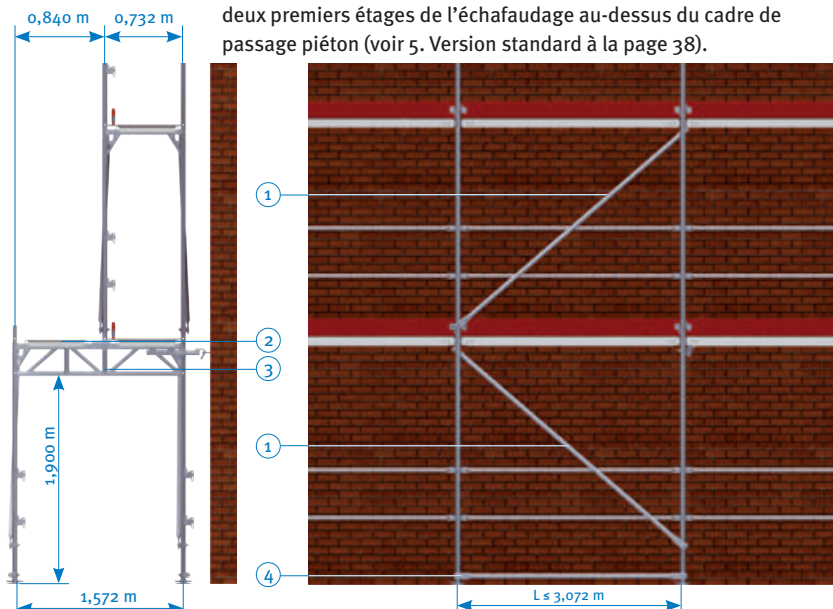 0,840 m
0,732 m
deux premiers étages de l’échafaudage au-dessus du cadre de
passage piéton (voir 5. Version standard à la page 38).
1
2
3
1
1,900 m
4
1,572 m
L ≤ 3,072 m